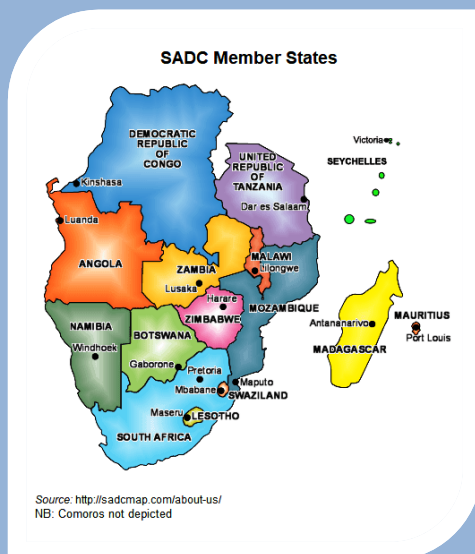 SADC Member States
DEMOCRATIC
REPUBLIC
OF
CONGO
Kinshasa
UNITED
REPUBLIC
OF
TANZANIA
Dar es Salaam
Victoria
SEYCHELLES
Luanda
ANGOLA
ZAMBIA
Lusaka
MALAWI
Lilongwe
Harare
ZIMBABWE
MOZAMBIQUE
NAMIBIA
Windhoek
BOTSWANA
Gaborone
Antananarivo
MADAGASCAR
MAURITIUS
Port Louis
Pretoria
Mbabane
Maputo
SWAZILAND
Maseru
LESOTHO
SOUTH AFRICA
Source: http://sadcmap.com/about-us/
NB: Comoros not depicted